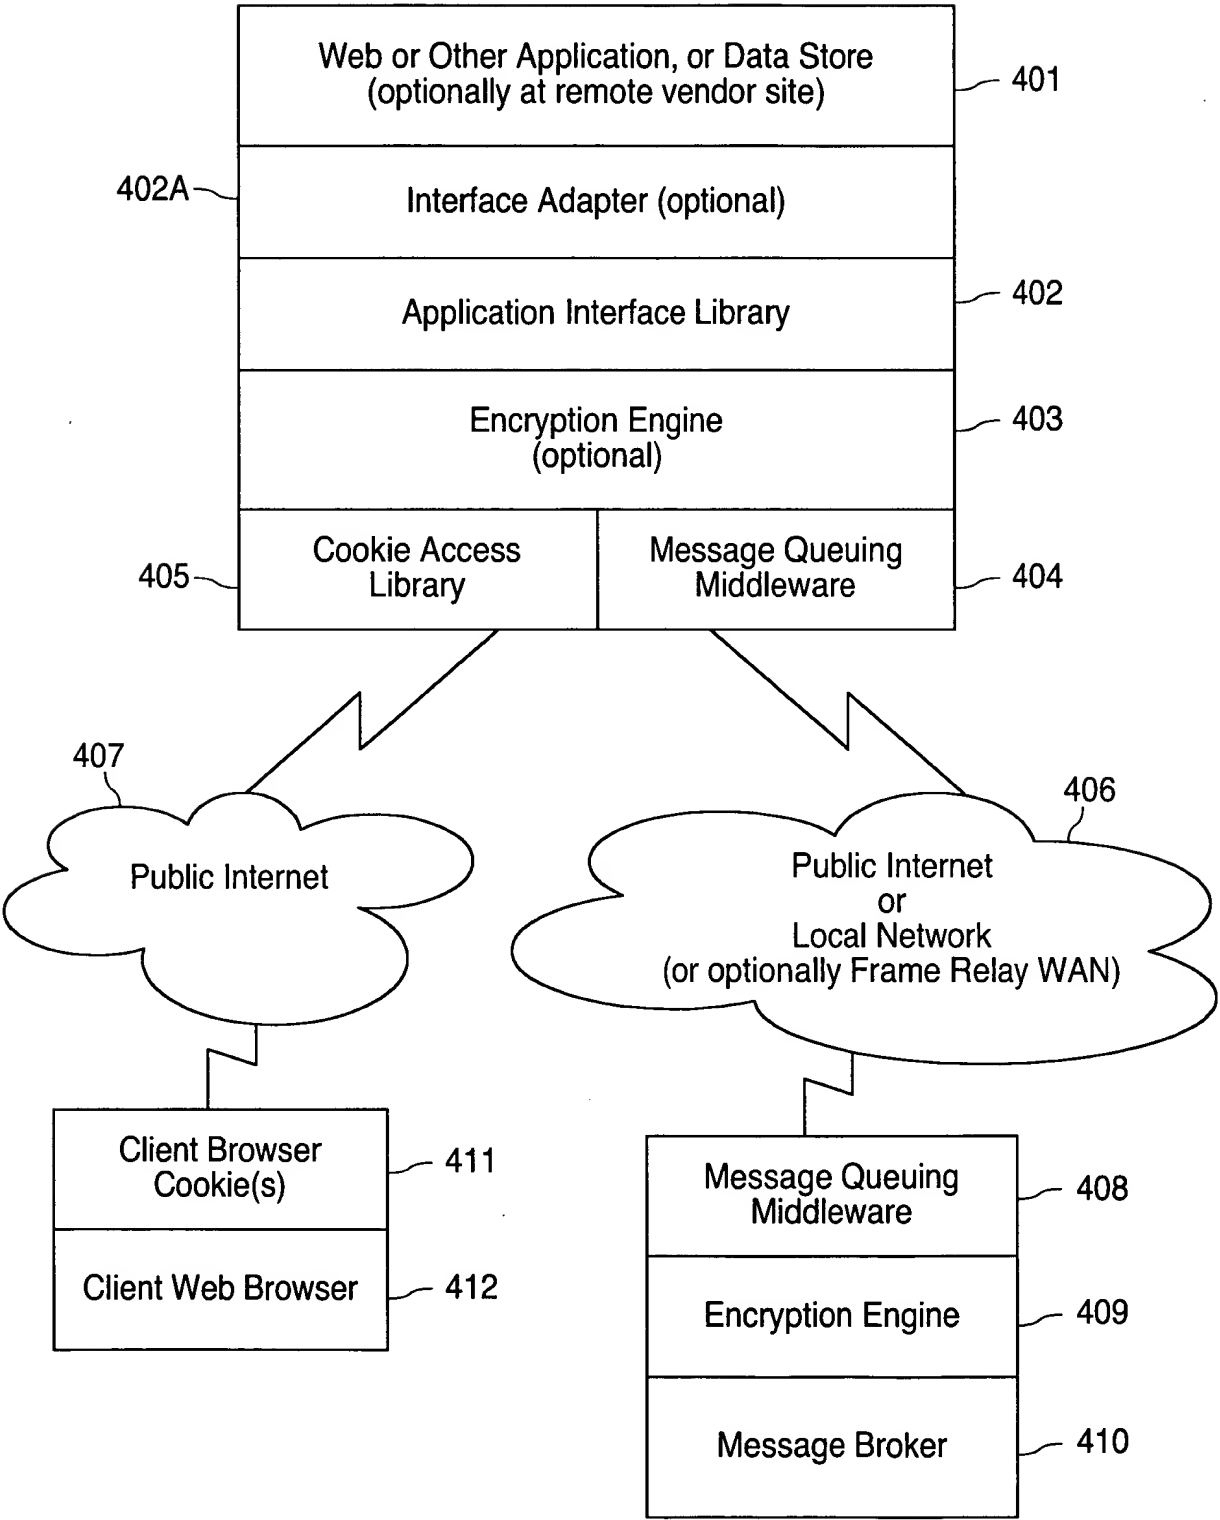 Web or Other Application, or Data Store
(optionally at remote vendor site)
401
402A
Interface Adapter (optional)
Application Interface Library
402
Encryption Engine
(optional)
403
405
Cookie Access
Library
Message Queuing
Middleware
404
407
Public Internet
406
Public Internet
or
Local Network
(or optionally Frame Relay WAN)
Client Browser
Cookie(s)
411
Client Web Browser
412
Message Queuing
Middleware
408
Encryption Engine
409
Message Broker
410